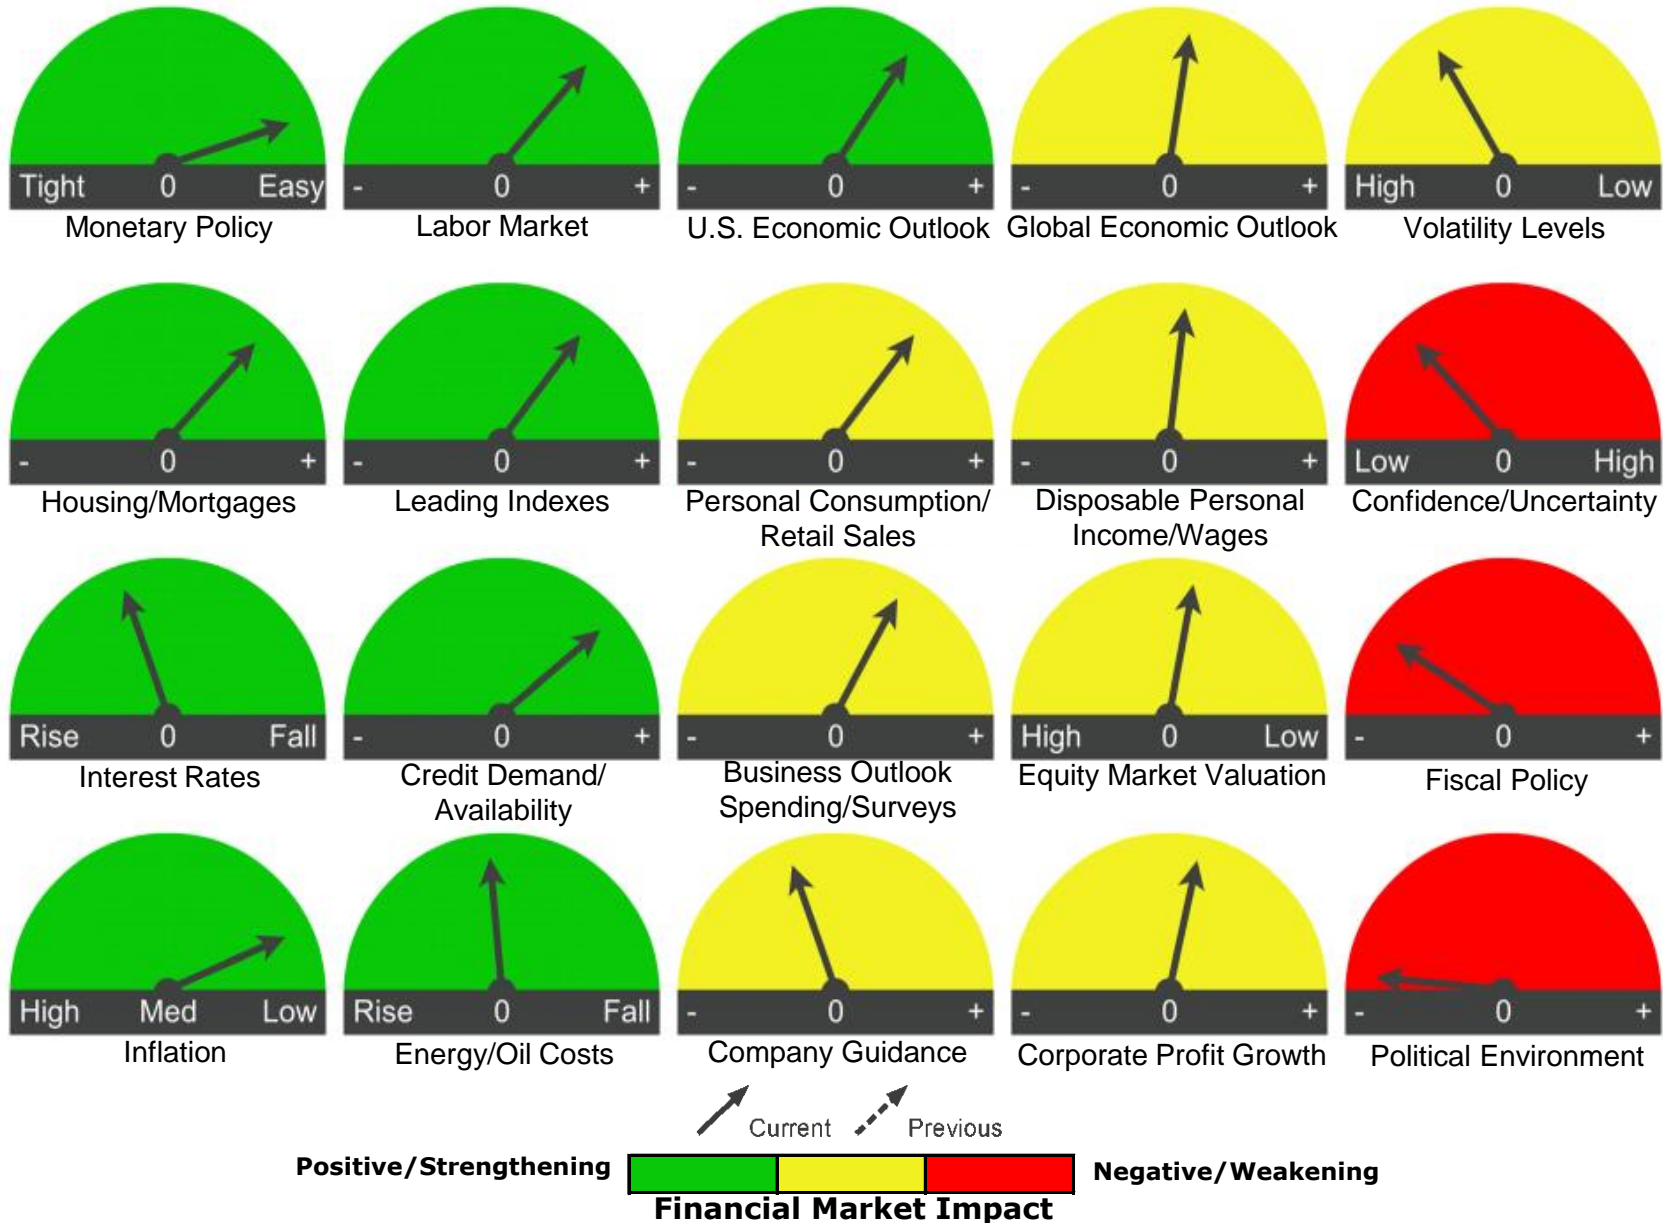 Tight 0 Easy - 0 + - 0 + - 0 + High 0 Low
Monetary Policy Labor Market U.S. Economic Outlook Global Economic Outlook Volatility Levels
- 0 + - 0 + - 0 + - 0 + Low 0 High
Housing/Mortgages Leading Indexes Personal Consumption/ Disposable Personal Confidence/Uncertainty
Retail Sales Income/Wages
Rise 0 Fall - 0 + - 0 + High 0 Low - 0 +
Interest Rates Credit Demand/ Business Outlook Equity Market Valuation Fiscal Policy
Availability Spending/Surveys
High Med Low Rise 0 Fall - 0 + - 0 + - 0 +
Inflation Energy/Oil Costs Company Guidance Corporate Profit Growth Political Environment
Current Previous
Positive/Strengthening Negative/Weakening
Financial Market Impact